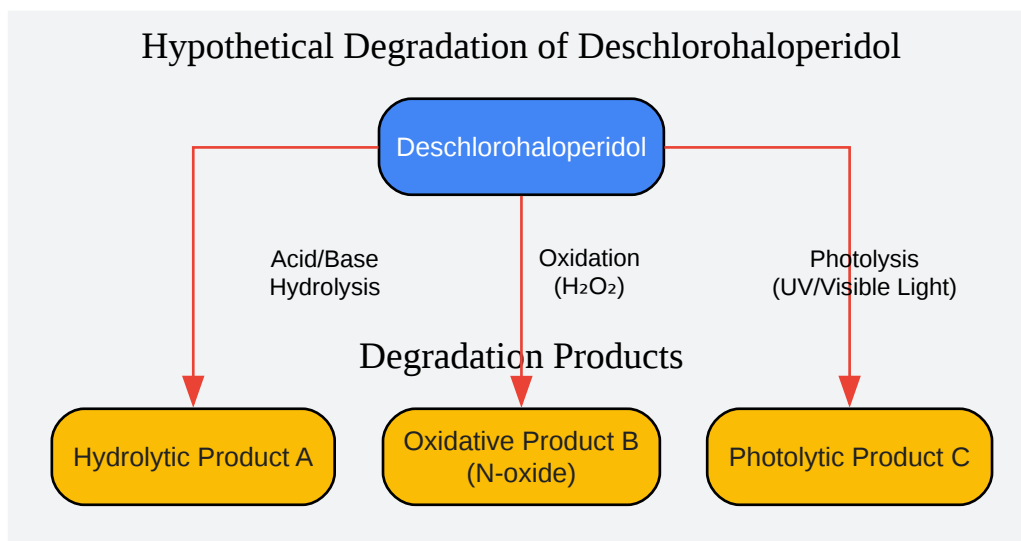 Hypothetical Degradation of Deschlorohaloperidol
Deschlorohaloperidol
Acid/Base
Hydrolysis
Oxidation
(H₂O₂)
Photolysis
(UV/Visible Light)
Degradation Products
Hydrolytic Product A
Oxidative Product B
(N-oxide)
Photolytic Product C